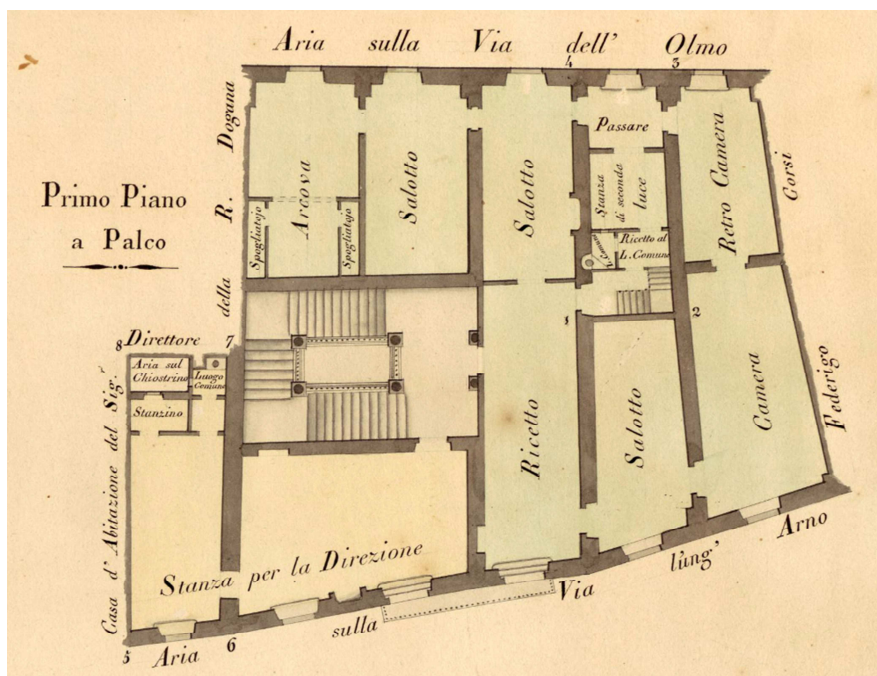 Aria sulla Via dell' Olmo
4 3
Primo Piano
a Palco
della R. Dogana
Arcova
Spogliatojo
Spogliatojo
Salotto
Salotto
Passare
Stanza
di seconda
luce
Ricetto al
L. Comune
Retro Camera
Gorsi
Federigo
8 Direttore 7
Aria sul
Chiostrino
Luogo
Comune
Stanzino
1
2
Ricetto
Salotto
Camera
Casa d' Abitazione del Sig.r
Stanza per la Direzione
5 Aria 6 sulla Via lung' Arno